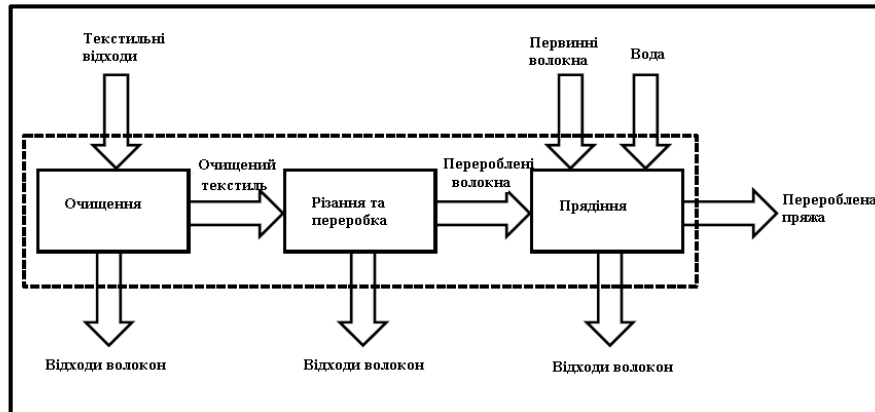 Текстильні
відходи
Первинні
волокна
Вода
Очищений
текстиль
Перероблені
волокна
Очищення
Різання та
переробка
Прядіння
Перероблена
пряжа
Відходи волокон
Відходи волокон
Відходи волокон